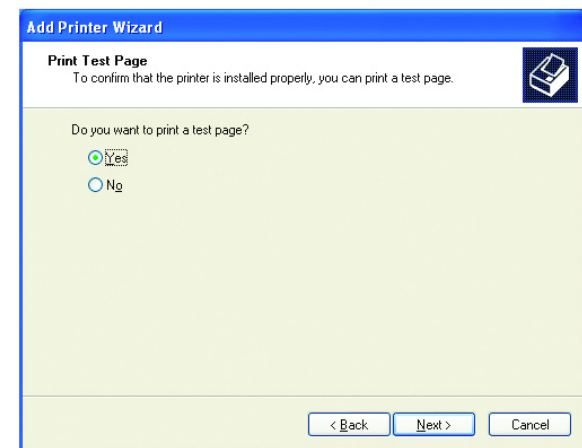 Add Printer Wizard
Print Test Page
To confirm that the printer is installed properly, you can print a test page.
Do you want to print a test page?
Yes
No
< Back Next > Cancel